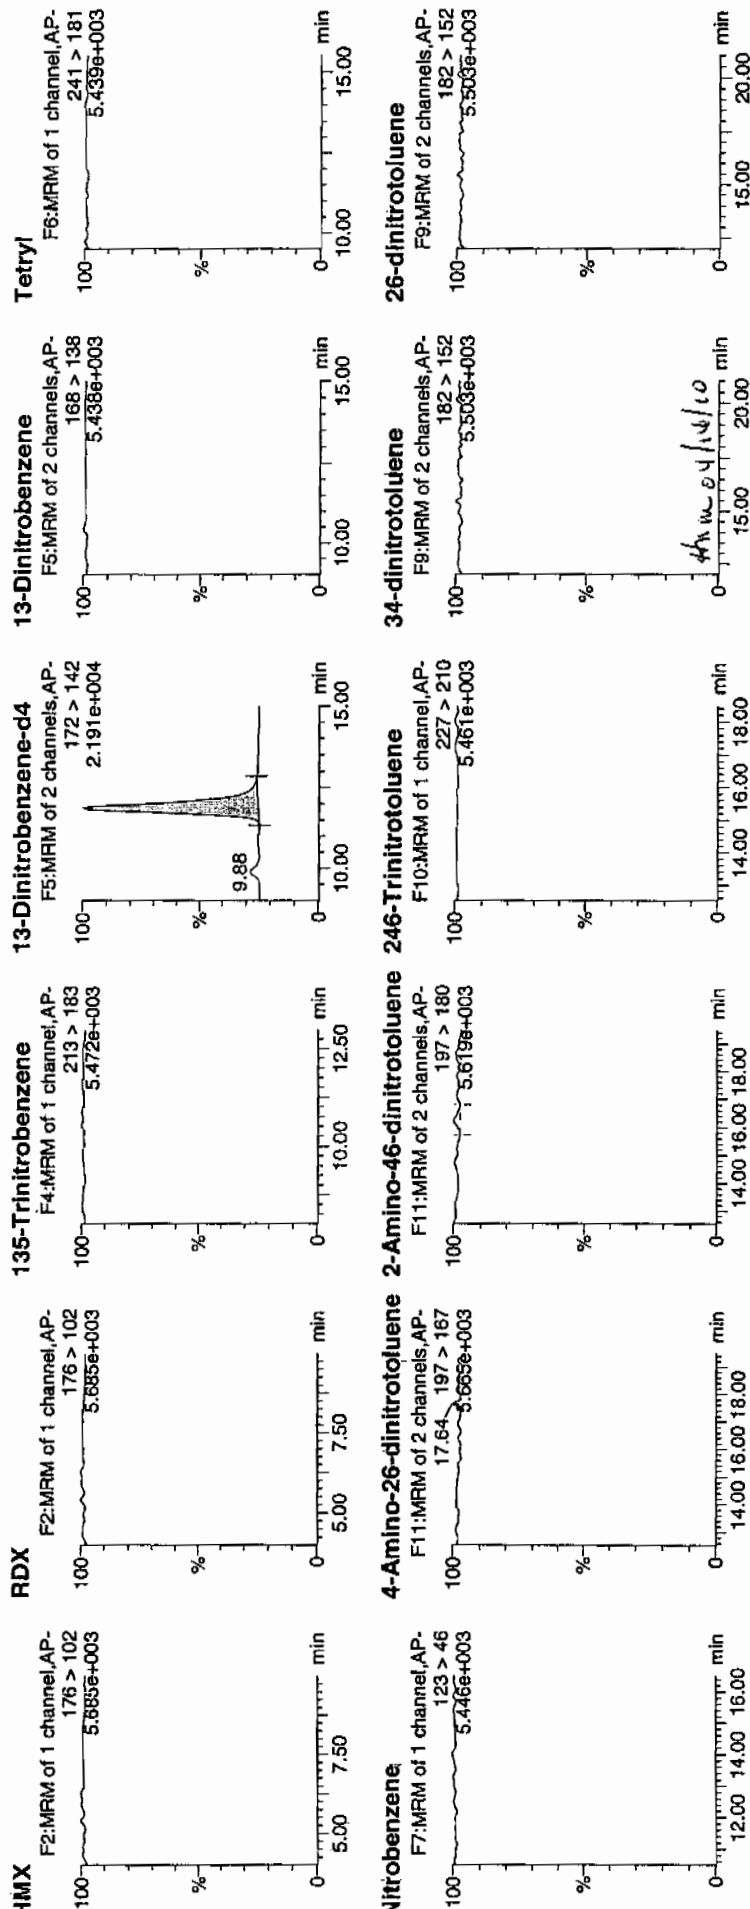 HMX
F2:MRM of 1 channel,AP-
176 > 102
5.685e+003
100
%
0
5.00 7.50 min
RDX
F2:MRM of 1 channel,AP-
176 > 102
5.685e+003
100
%
0
5.00 7.50 min
135-Trinitrobenzene
F4:MRM of 1 channel,AP-
213 > 183
5.472e+003
100
%
0
10.00 12.50 min
13-Dinitrobenzene-d4
F5:MRM of 2 channels,AP-
172 > 142
2.191e+004
100
9.88
%
0
10.00 15.00 min
13-Dinitrobenzene
F5:MRM of 2 channels,AP-
168 > 138
5.438e+003
100
%
0
10.00 15.00 min
Tetryl
F6:MRM of 1 channel,AP-
241 > 181
5.439e+003
100
%
0
10.00 15.00 min
Nitrobenzene
F7:MRM of 1 channel,AP-
123 > 46
5.446e+003
100
%
0
12.00 14.00 16.00 min
4-Amino-26-dinitrotoluene
F11:MRM of 2 channels,AP-
17.64 197 > 167
5.665e+003
100
%
0
14.00 16.00 18.00 min
2-Amino-46-dinitrotoluene
F11:MRM of 2 channels,AP-
197 > 180
5.619e+003
100
%
0
14.00 16.00 18.00 min
246-Trinitrotoluene
F10:MRM of 1 channel,AP-
227 > 210
5.461e+003
100
%
0
14.00 16.00 18.00 min
34-dinitrotoluene
F9:MRM of 2 channels,AP-
182 > 152
5.503e+003
100
%
0
15.00 20.00 min
26-dinitrotoluene
F9:MRM of 2 channels,AP-
182 > 152
5.503e+003
100
%
0
15.00 20.00 min